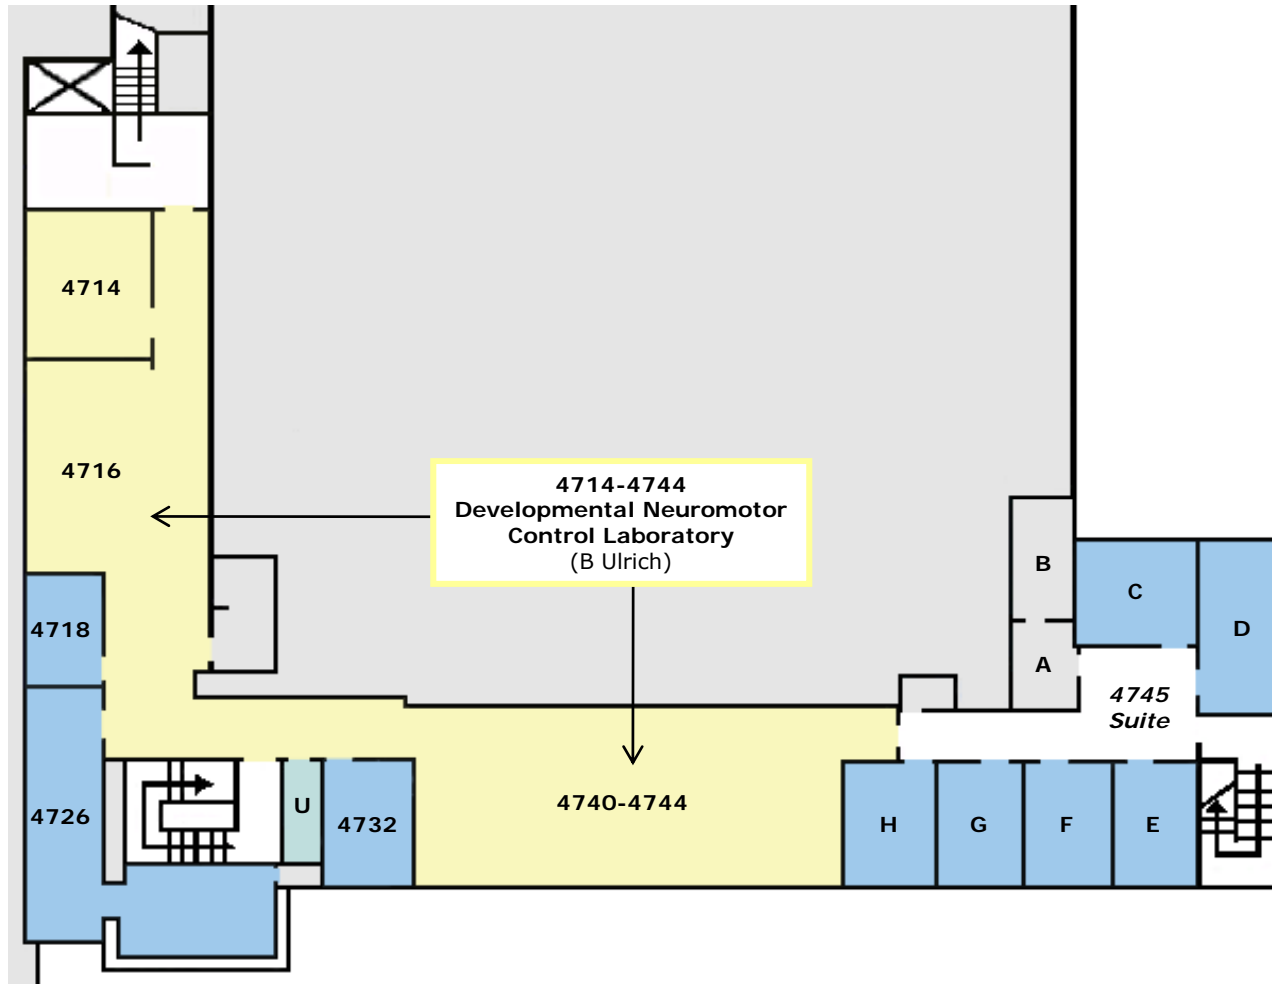 4714
4716
4714-4744
Developmental Neuromotor
Control Laboratory
(B Ulrich)
B
C
D
4718
A
4745
Suite
4726
U
4732
4740-4744
H
G
F
E